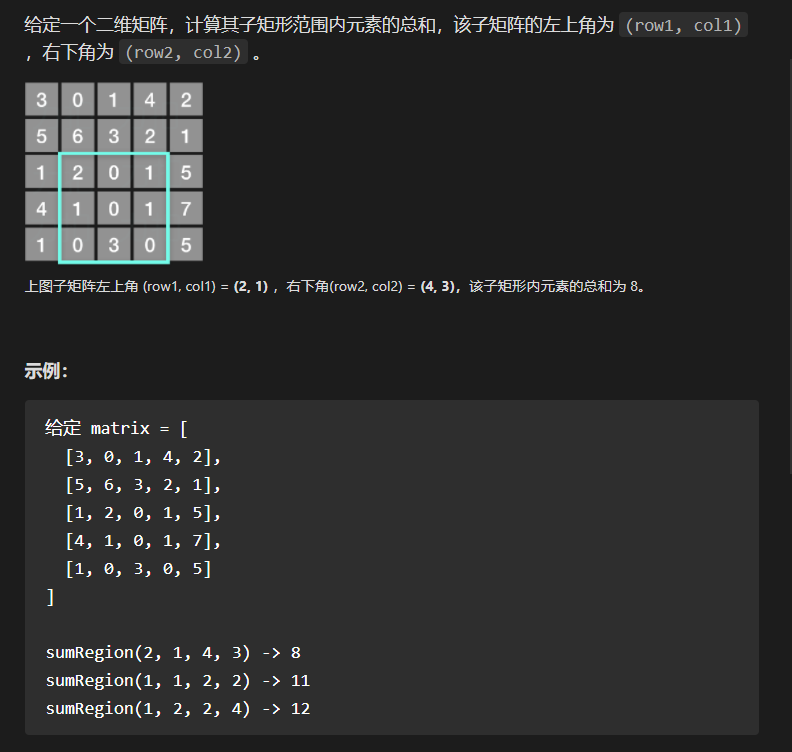 给定一个二维矩阵，计算其子矩形范围内元素的总和，该子矩阵的左上角为 (row1, col1)
，右下角为 (row2, col2) 。
3 0 1 4 2
5 6 3 2 1
1 2 0 1 5
4 1 0 1 7
1 0 3 0 5
上图子矩阵左上角 (row1, col1) = (2, 1) ，右下角(row2, col2) = (4, 3)，该子矩形内元素的总和为 8。
示例：
给定 matrix = [
  [3, 0, 1, 4, 2],
  [5, 6, 3, 2, 1],
  [1, 2, 0, 1, 5],
  [4, 1, 0, 1, 7],
  [1, 0, 3, 0, 5]
]
sumRegion(2, 1, 4, 3) -> 8
sumRegion(1, 1, 2, 2) -> 11
sumRegion(1, 2, 2, 4) -> 12